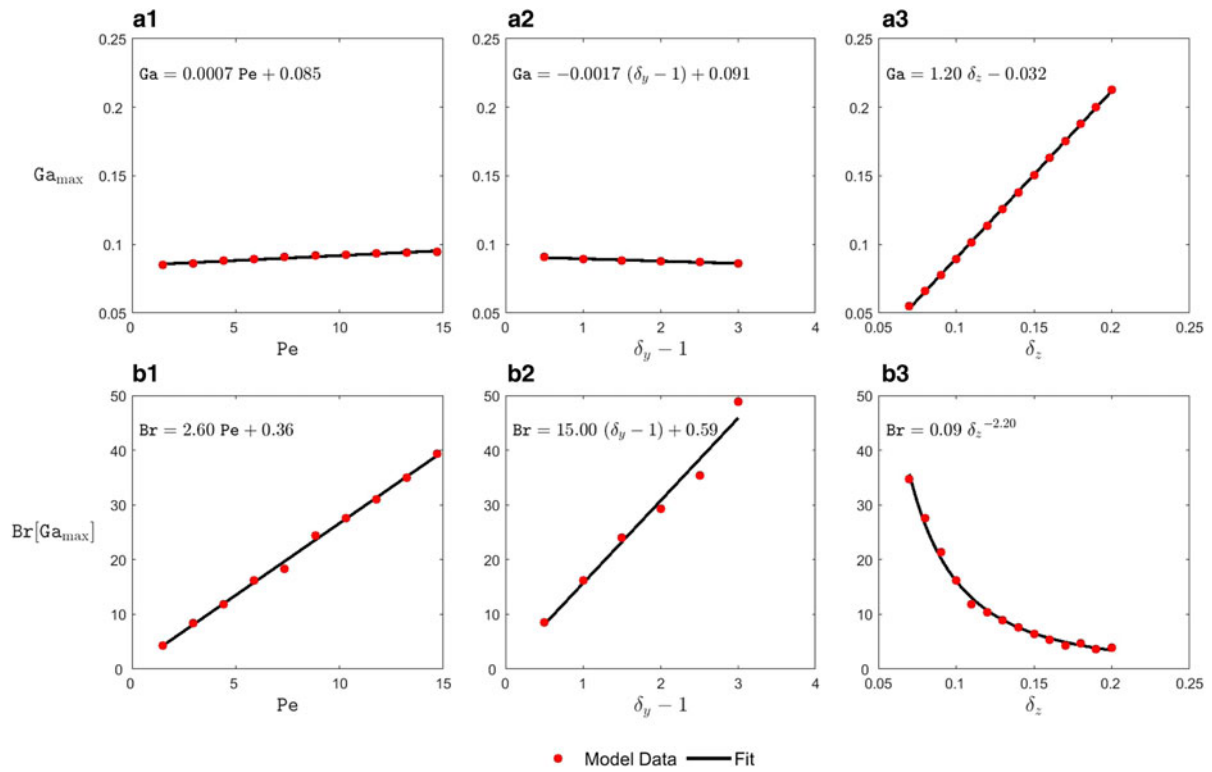 a1
0.25
0.2
0.15
0.1
0.05
Ga = 0.0007 Pe + 0.085
Ga_max
0 5 10 15
Pe
a2
0.25
0.2
0.15
0.1
0.05
Ga = −0.0017 (δ_y − 1) + 0.091
0 1 2 3 4
δ_y − 1
a3
0.25
0.2
0.15
0.1
0.05
Ga = 1.20 δ_z − 0.032
0.05 0.1 0.15 0.2 0.25
δ_z
b1
50
40
30
20
10
0
Br = 2.60 Pe + 0.36
Br[Ga_max]
0 5 10 15
Pe
b2
50
40
30
20
10
0
Br = 15.00 (δ_y − 1) + 0.59
0 1 2 3 4
δ_y − 1
b3
50
40
30
20
10
0
Br = 0.09 δ_z^−2.20
0.05 0.1 0.15 0.2 0.25
δ_z
Model Data Fit